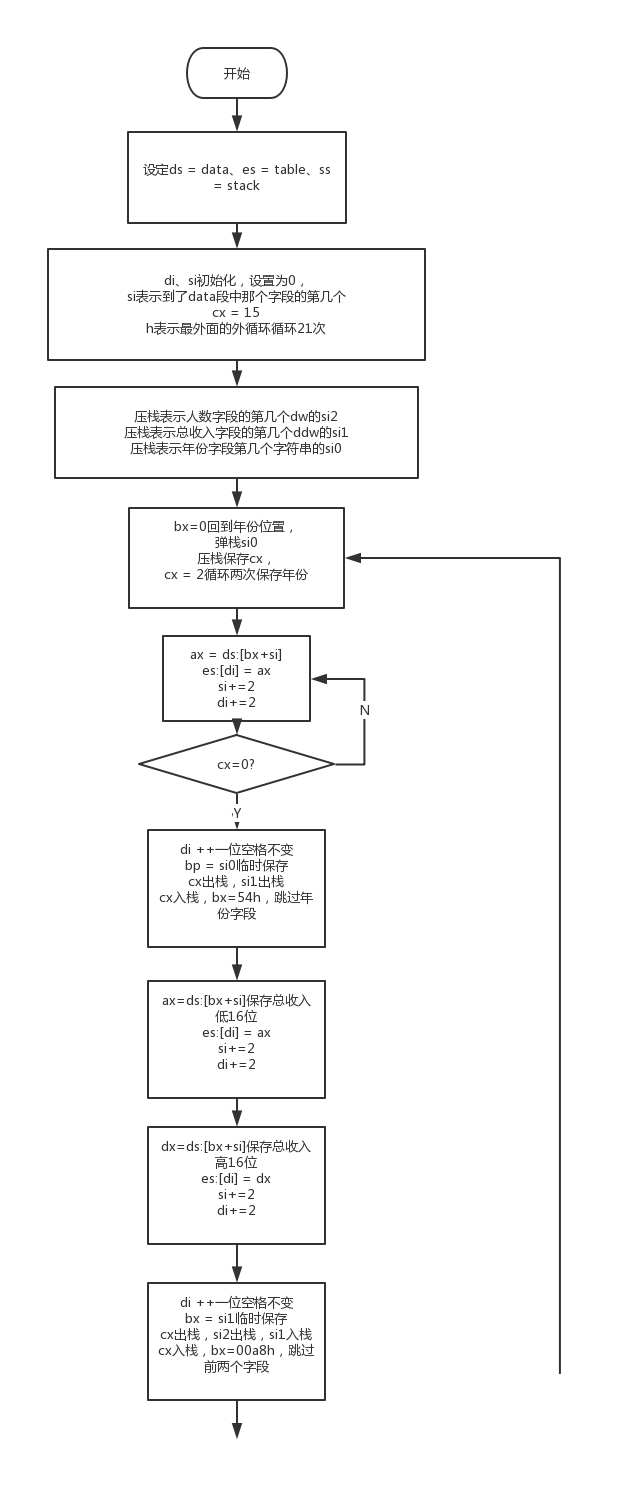 开始
设定ds = data、es = table、ss
= stack
di、si初始化，设置为0，
si表示到了data段中那个字段的第几个
cx = 15
h表示最外面的外循环循环21次
压栈表示人数字段的第几个dw的si2
压栈表示总收入字段的第几个ddw的si1
压栈表示年份字段第几个字符串的si0
bx=0回到年份位置，
弹栈si0
压栈保存cx，
cx = 2循环两次保存年份
ax = ds:[bx+si]
es:[di] = ax
si+=2
di+=2
N
cx=0?
Y
di ++一位空格不变
bp = si0临时保存
cx出栈，si1出栈
cx入栈，bx=54h，跳过年
份字段
ax=ds:[bx+si]保存总收入
低16位
es:[di] = ax
si+=2
di+=2
dx=ds:[bx+si]保存总收入
高16位
es:[di] = dx
si+=2
di+=2
di ++一位空格不变
bx = si1临时保存
cx出栈，si2出栈，si1入栈
cx入栈，bx=00a8h，跳过
前两个字段